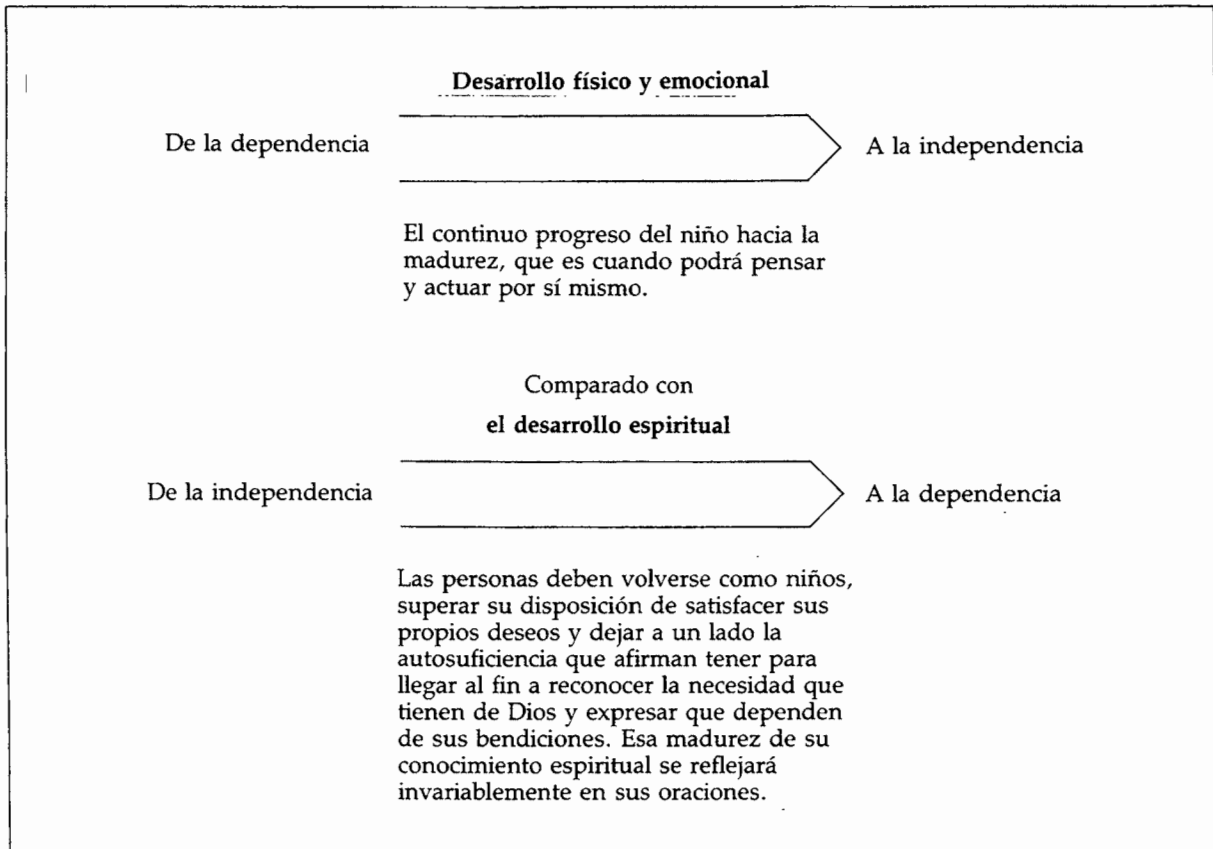 Desarrollo físico y emocional
De la dependencia
A la independencia
El continuo progreso del niño hacia la
madurez, que es cuando podrá pensar
y actuar por sí mismo.
Comparado con
el desarrollo espiritual
De la independencia
A la dependencia
Las personas deben volverse como niños,
superar su disposición de satisfacer sus
propios deseos y dejar a un lado la
autosuficiencia que afirman tener para
llegar al fin a reconocer la necesidad que
tienen de Dios y expresar que dependen
de sus bendiciones. Esa madurez de su
conocimiento espiritual se reflejará
invariablemente en sus oraciones.